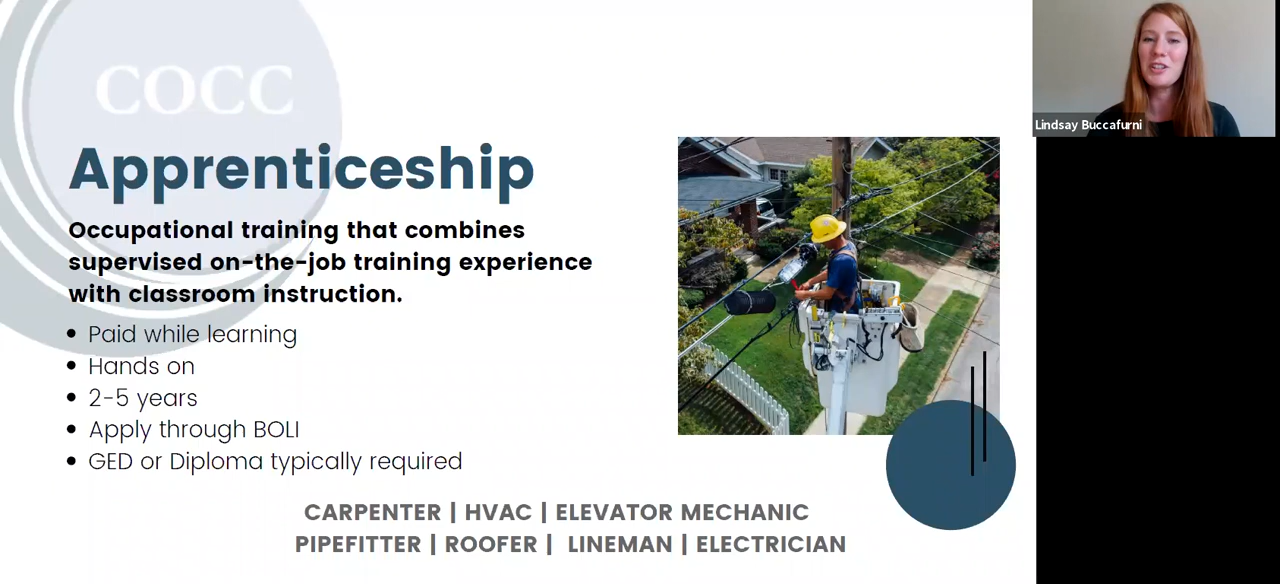 COCC
Apprenticeship
Occupational training that combines
supervised on-the-job training experience
with classroom instruction.
• Paid while learning
• Hands on
• 2-5 years
• Apply through BOLI
• GED or Diploma typically required
CARPENTER | HVAC | ELEVATOR MECHANIC
PIPEFITTER | ROOFER | LINEMAN | ELECTRICIAN
Lindsay Buccafurni